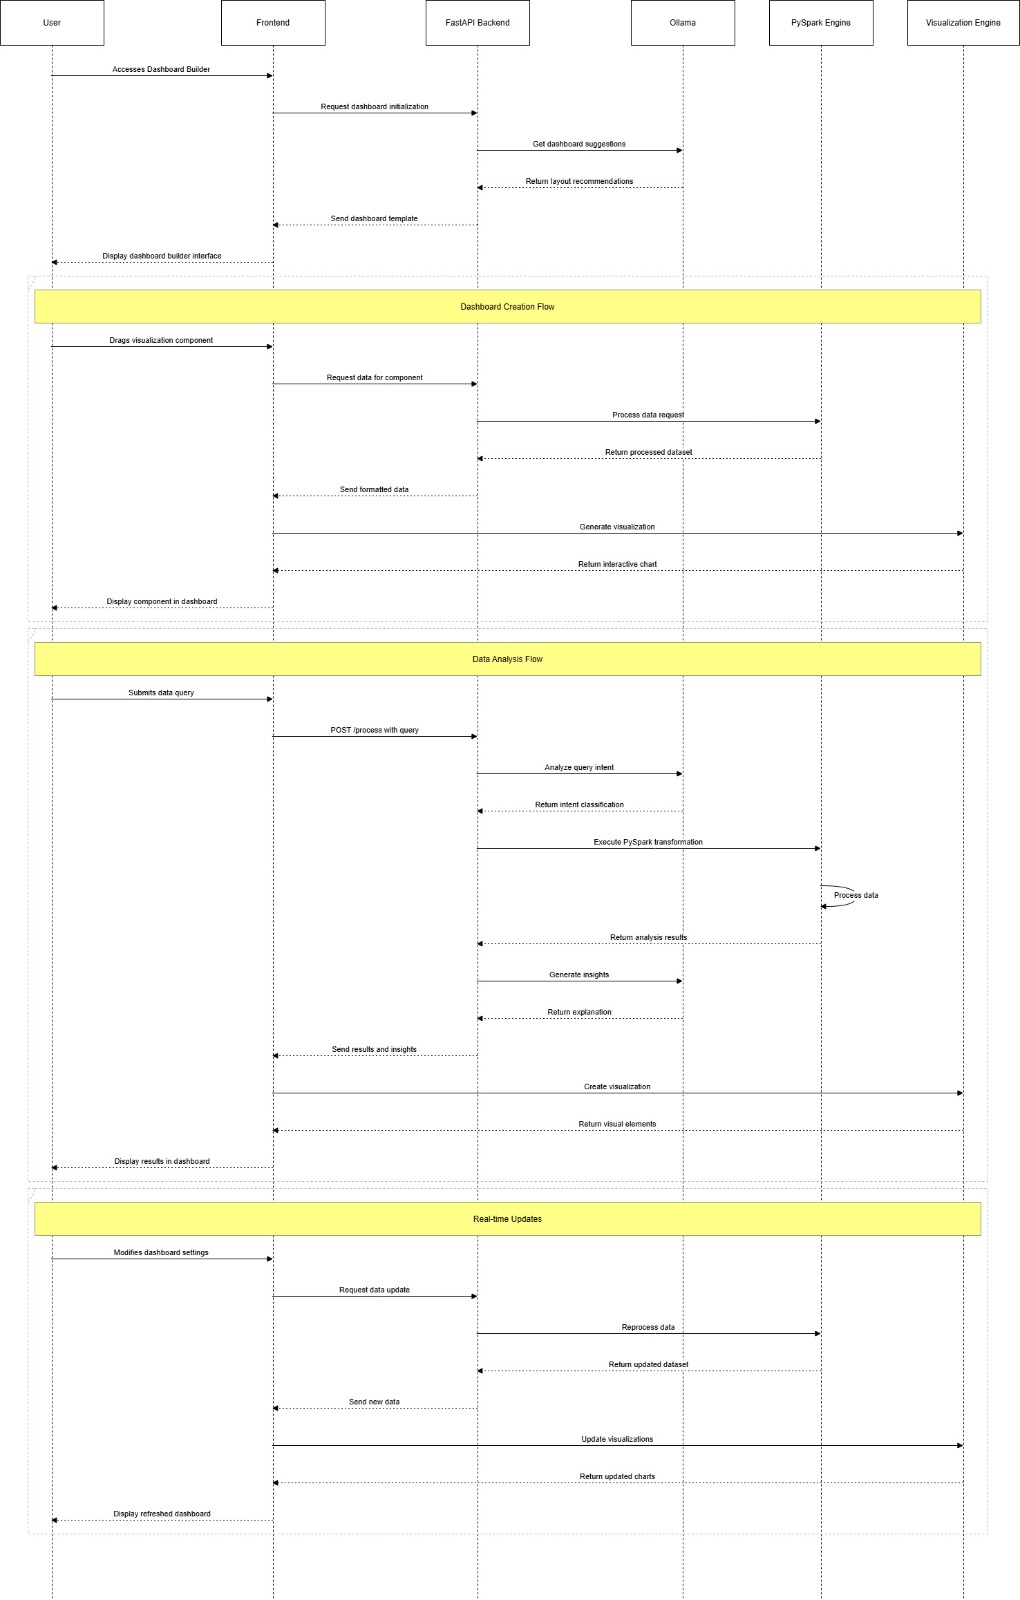 User
Frontend
FastAPI Backend
Ollama
PySpark Engine
Visualization Engine
Accesses Dashboard Builder
Request dashboard initialization
Get dashboard suggestions
Return layout recommendations
Send dashboard template
Display dashboard builder interface
Dashboard Creation Flow
Drags visualization component
Request data for component
Process data request
Return processed dataset
Send formatted data
Generate visualization
Return interactive chart
Display component in dashboard
Data Analysis Flow
Submits data query
POST /process with query
Analyze query intent
Return intent classification
Execute PySpark transformation
Process data
Return analysis results
Generate insights
Return explanation
Send results and insights
Create visualization
Return visual elements
Display results in dashboard
Real-time Updates
Modifies dashboard settings
Request data update
Reprocess data
Return updated dataset
Send new data
Update visualizations
Return updated charts
Display refreshed dashboard